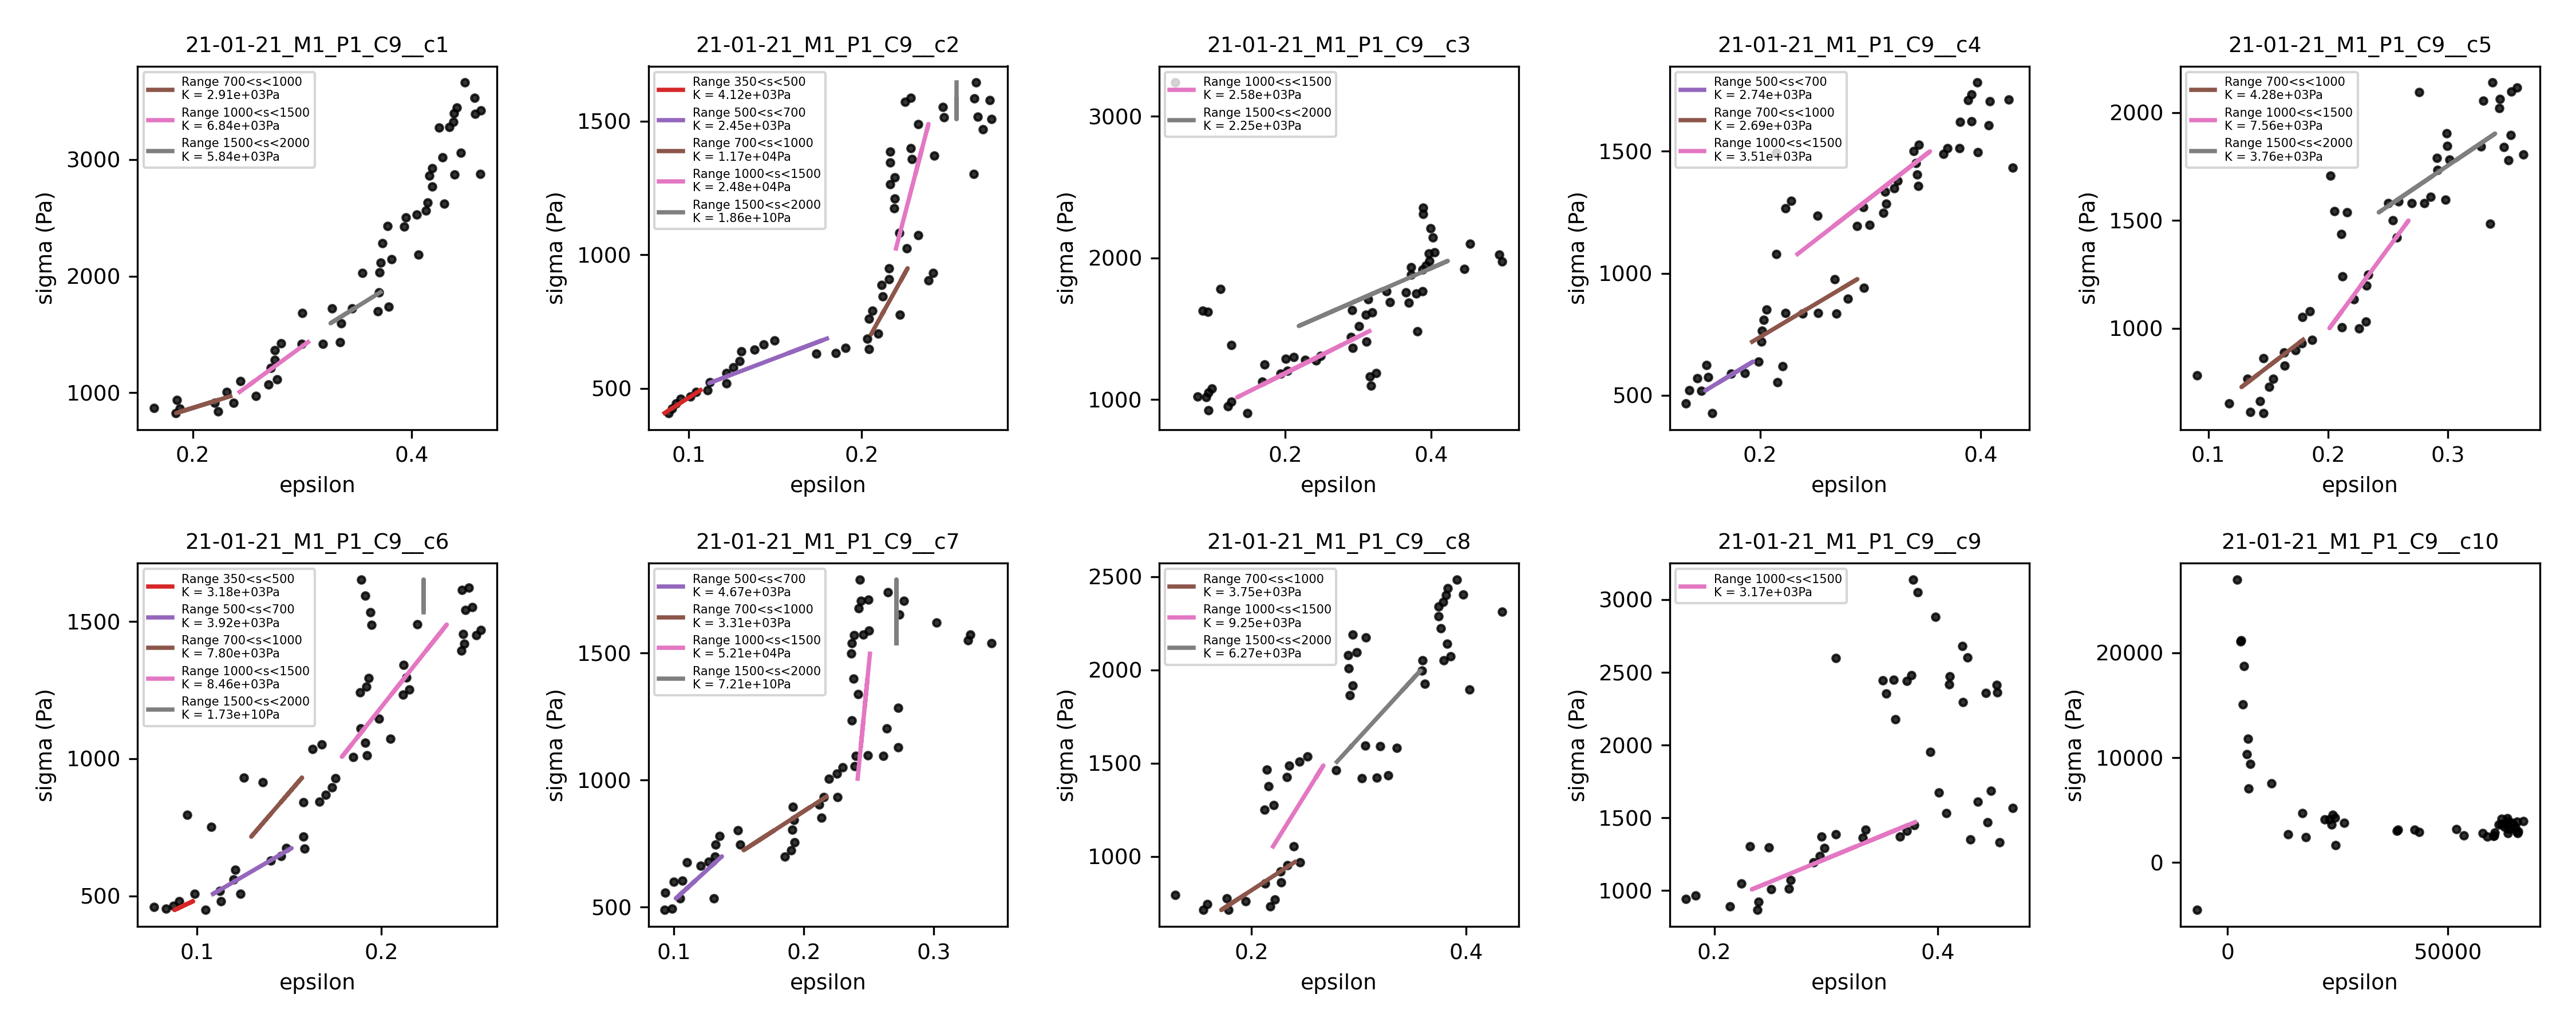 21-01-21_M1_P1_C9__c1
Range 700<s<1000
K = 2.91e+03Pa
Range 1000<s<1500
K = 6.84e+03Pa
Range 1500<s<2000
K = 5.84e+03Pa
3000
2000
1000
sigma (Pa)
0.2 0.4
epsilon
21-01-21_M1_P1_C9__c2
Range 350<s<500
K = 4.12e+03Pa
Range 500<s<700
K = 2.45e+03Pa
Range 700<s<1000
K = 1.17e+04Pa
Range 1000<s<1500
K = 2.48e+04Pa
Range 1500<s<2000
K = 1.86e+10Pa
1500
1000
500
sigma (Pa)
0.1 0.2
epsilon
21-01-21_M1_P1_C9__c3
Range 1000<s<1500
K = 2.58e+03Pa
Range 1500<s<2000
K = 2.25e+03Pa
3000
2000
1000
sigma (Pa)
0.2 0.4
epsilon
21-01-21_M1_P1_C9__c4
Range 500<s<700
K = 2.74e+03Pa
Range 700<s<1000
K = 2.69e+03Pa
Range 1000<s<1500
K = 3.51e+03Pa
1500
1000
500
sigma (Pa)
0.2 0.4
epsilon
21-01-21_M1_P1_C9__c5
Range 700<s<1000
K = 4.28e+03Pa
Range 1000<s<1500
K = 7.56e+03Pa
Range 1500<s<2000
K = 3.76e+03Pa
2000
1500
1000
sigma (Pa)
0.1 0.2 0.3
epsilon
21-01-21_M1_P1_C9__c6
Range 350<s<500
K = 3.18e+03Pa
Range 500<s<700
K = 3.92e+03Pa
Range 700<s<1000
K = 7.80e+03Pa
Range 1000<s<1500
K = 8.46e+03Pa
Range 1500<s<2000
K = 1.73e+10Pa
1500
1000
500
sigma (Pa)
0.1 0.2
epsilon
21-01-21_M1_P1_C9__c7
Range 500<s<700
K = 4.67e+03Pa
Range 700<s<1000
K = 3.31e+03Pa
Range 1000<s<1500
K = 5.21e+04Pa
Range 1500<s<2000
K = 7.21e+10Pa
1500
1000
500
sigma (Pa)
0.1 0.2 0.3
epsilon
21-01-21_M1_P1_C9__c8
Range 700<s<1000
K = 3.75e+03Pa
Range 1000<s<1500
K = 9.25e+03Pa
Range 1500<s<2000
K = 6.27e+03Pa
2500
2000
1500
1000
sigma (Pa)
0.2 0.4
epsilon
21-01-21_M1_P1_C9__c9
Range 1000<s<1500
K = 3.17e+03Pa
3000
2500
2000
1500
1000
sigma (Pa)
0.2 0.4
epsilon
21-01-21_M1_P1_C9__c10
20000
10000
0
sigma (Pa)
0 50000
epsilon